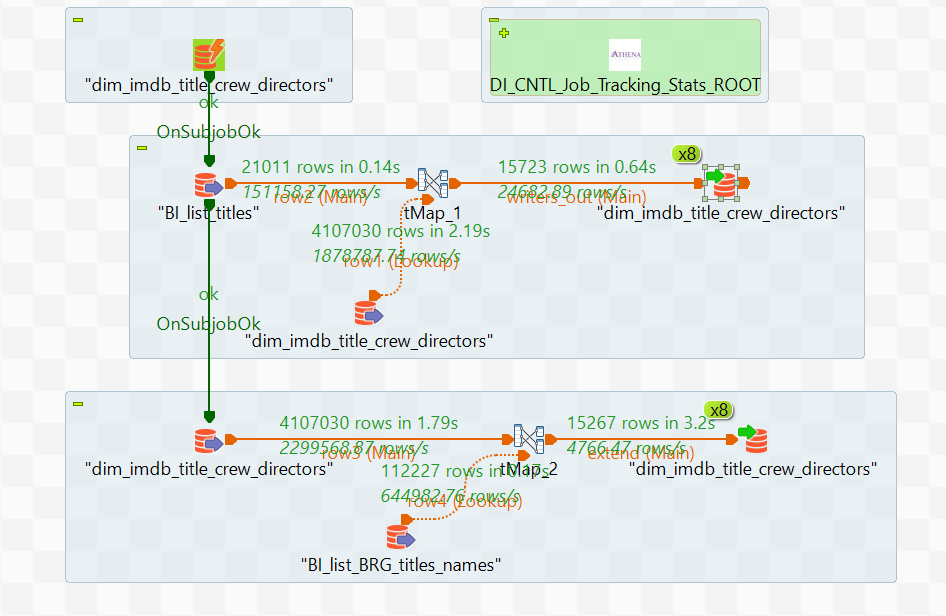 "dim_imdb_title_crew_directors"
ATHENA
DI_CNTL_Job_Tracking_Stats_ROOT
ok
OnSubjobOk
21011 rows in 0.14s
151158.27 rows/s
row2 (Main)
15723 rows in 0.64s
24682.89 rows/s
writers_out (Main)
x8
"BI_list_titles"
tMap_1
"dim_imdb_title_crew_directors"
4107030 rows in 2.19s
1878787.74 rows/s
row1 (Lookup)
ok
OnSubjobOk
"dim_imdb_title_crew_directors"
4107030 rows in 1.79s
2299568.87 rows/s
row3 (Main)
15267 rows in 3.2s
4766.47 rows/s
extend (Main)
x8
"dim_imdb_title_crew_directors"
tMap_2
"dim_imdb_title_crew_directors"
112227 rows in 0.17s
644982.76 rows/s
row4 (Lookup)
"BI_list_BRG_titles_names"